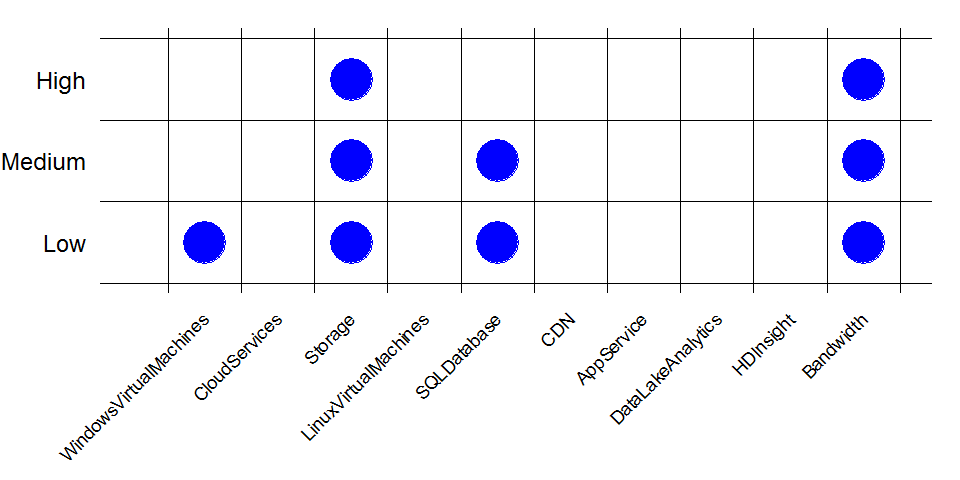 High
Medium
Low
WindowsVirtualMachines
CloudServices
Storage
LinuxVirtualMachines
SQLDatabase
CDN
AppService
DataLakeAnalytics
HDInsight
Bandwidth